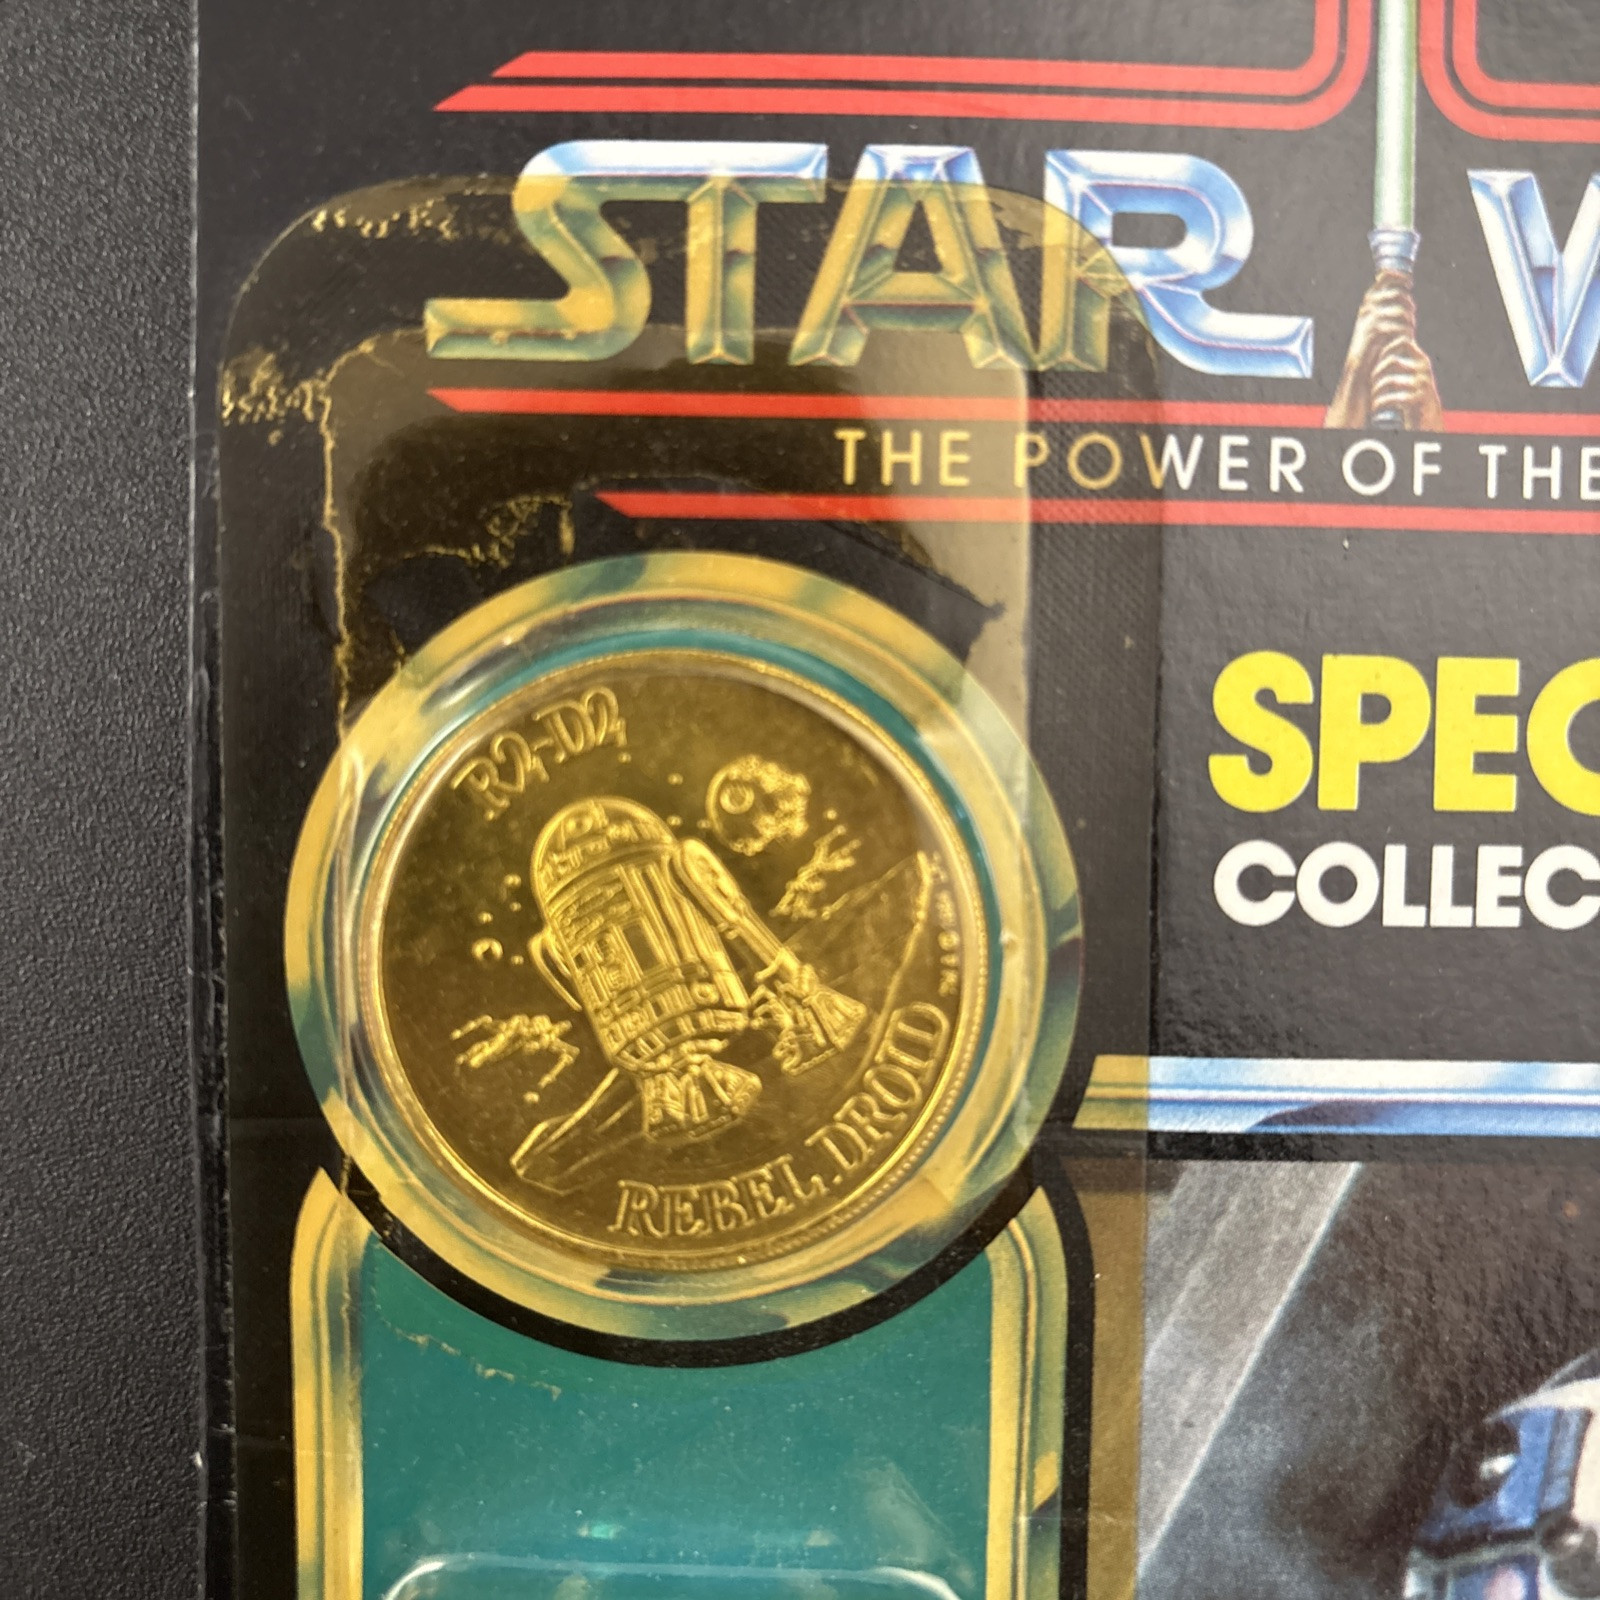 STAR W
THE POWER OF THE
SPEC
COLLEC
R2-D2
REBEL DROID